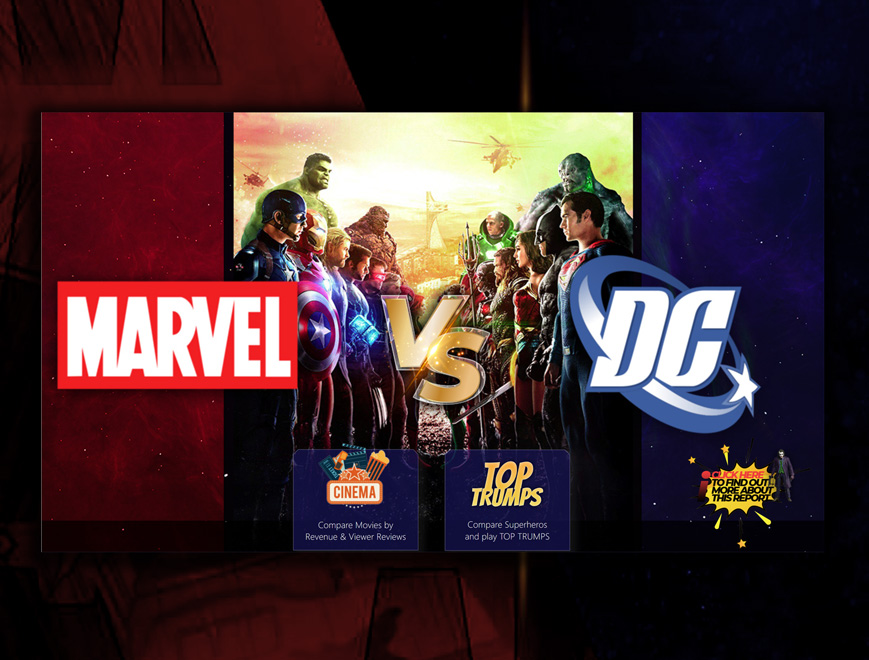 MARVEL
VS
DC
CINEMA
Compare Movies by
Revenue & Viewer Reviews
TOP
TRUMPS
Compare Superheros
and play TOP TRUMPS
CLICK HERE
TO FIND OUT
MORE ABOUT
THIS REPORT